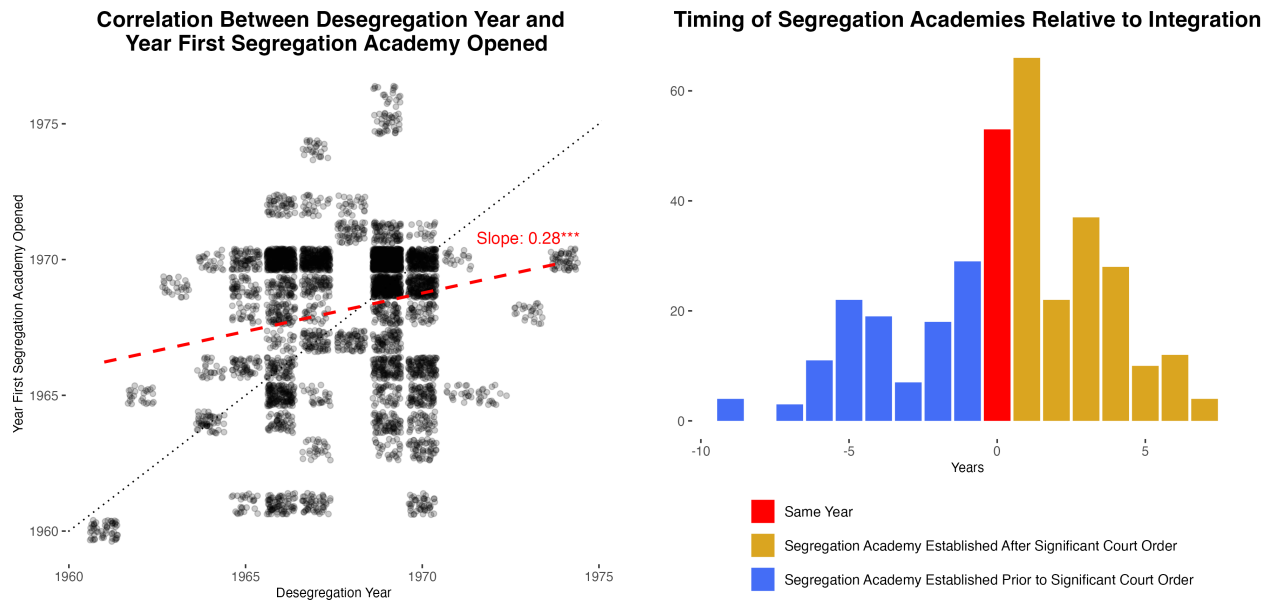 Correlation Between Desegregation Year and
Year First Segregation Academy Opened
Year First Segregation Academy Opened
1975
1970
1965
1960
Slope: 0.28***
1960
1965
1970
1975
Desegregation Year
Timing of Segregation Academies Relative to Integration
60
40
20
0
-10
-5
0
5
Years
Same Year
Segregation Academy Established After Significant Court Order
Segregation Academy Established Prior to Significant Court Order